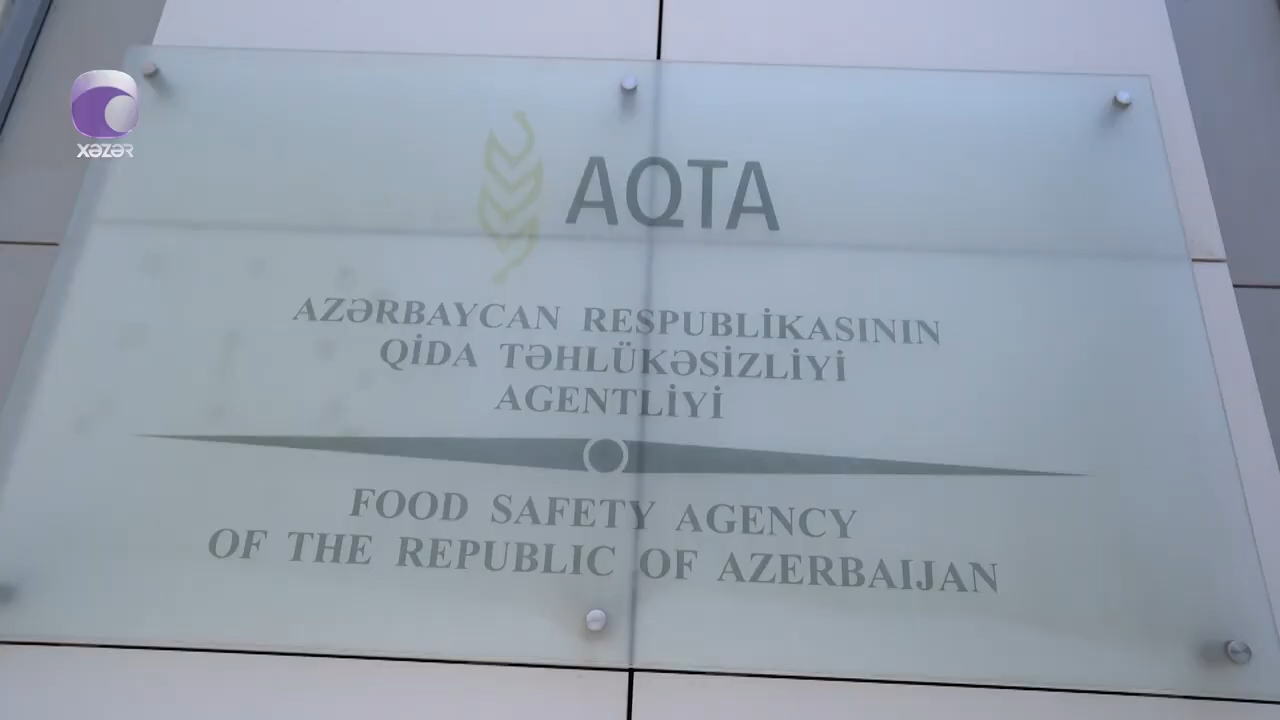 Xəzər
AQTA
AZƏRBAYCAN RESPUBLİKASININ
QİDA TƏHLÜKƏSİZLİYİ
AGENTLİYİ
FOOD SAFETY AGENCY
OF THE REPUBLIC OF AZERBAIJAN